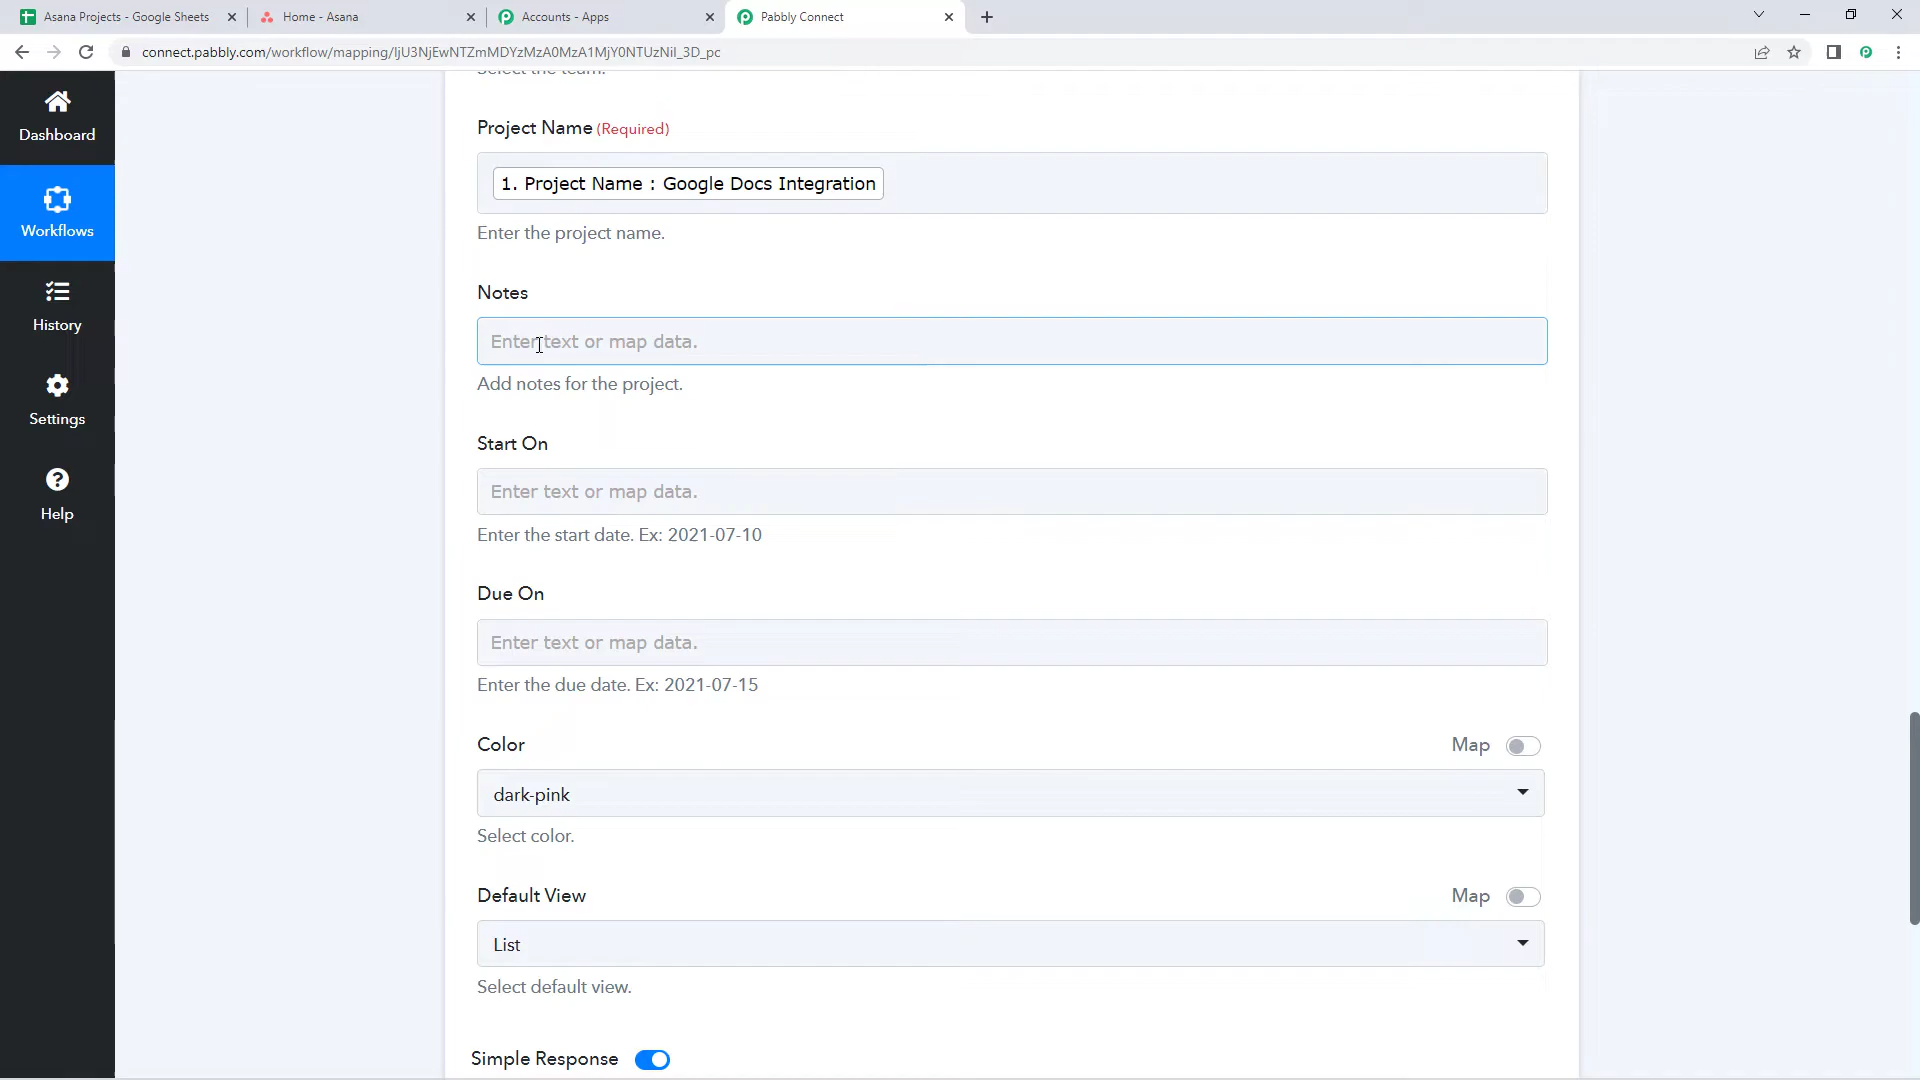 Asana Projects - Google Sheets
Home - Asana
Accounts - Apps
Pabbly Connect
connect.pabbly.com/workflow/mapping/IjU3NjEwNTZmMDYzMzA0MzA1MjY0NTUzNiI_3D_pc
Select the team.
Dashboard
Workflows
History
Settings
Help
Project Name (Required)
1. Project Name : Google Docs Integration
Enter the project name.
Notes
Enter text or map data.
Add notes for the project.
Start On
Enter text or map data.
Enter the start date. Ex: 2021-07-10
Due On
Enter text or map data.
Enter the due date. Ex: 2021-07-15
Color
Map
dark-pink
Select color.
Default View
Map
List
Select default view.
Simple Response